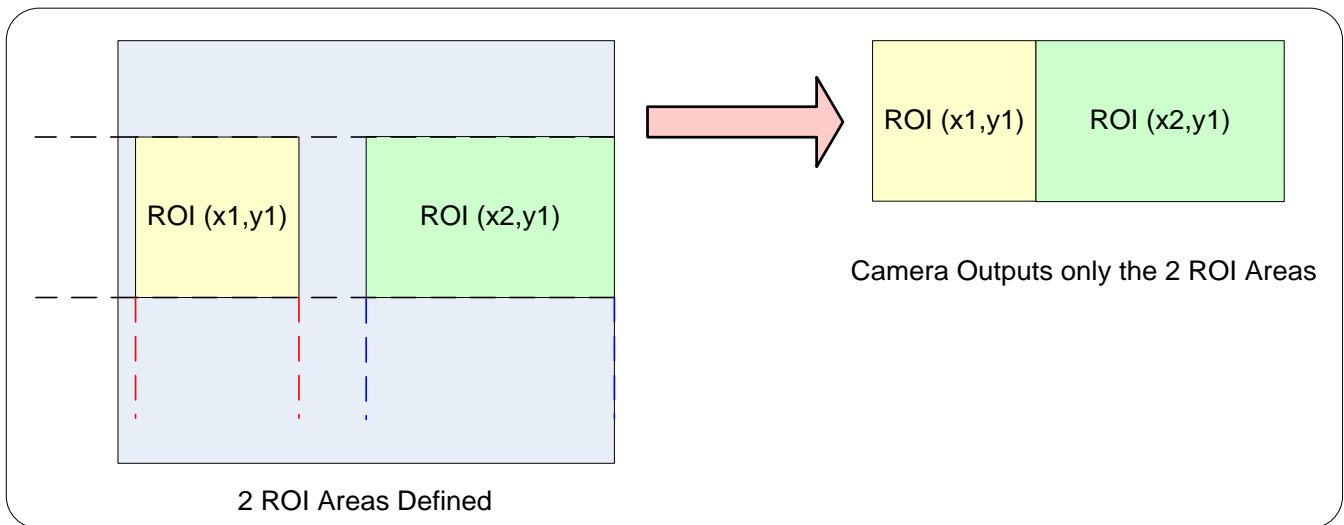 ROI (x1,y1)
ROI (x2,y1)
2 ROI Areas Defined
ROI (x1,y1)
ROI (x2,y1)
Camera Outputs only the 2 ROI Areas